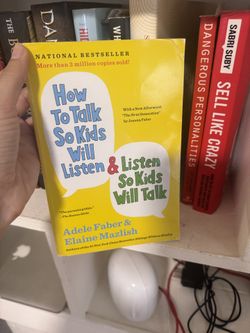 NATIONAL BESTSELLER
More than 3 million copies sold!
How To Talk
So Kids
Will
Listen & Listen
So Kids
Will Talk
With a New Afterword:
"The Next Generation"
by Joanna Faber
Adele Faber &
Elaine Mazlish
DANGEROUS PERSONALITIES
SABRI SUBY
SELL LIKE CRAZY